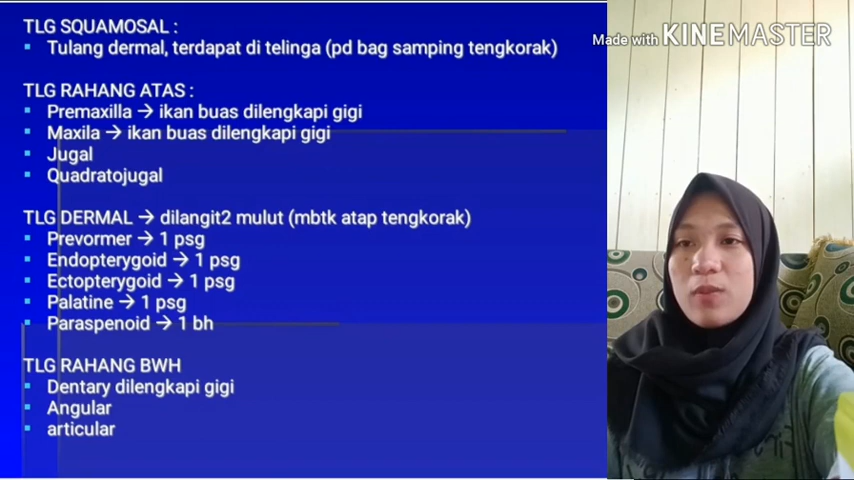 TLG SQUAMOSAL :
Tulang dermal, terdapat di telinga (pd bag samping tengkorak)
TLG RAHANG ATAS :
Premaxilla → ikan buas dilengkapi gigi
Maxila → ikan buas dilengkapi gigi
Jugal
Quadratojugal
TLG DERMAL → dilangit2 mulut (mbtk atap tengkorak)
Prevormer → 1 psg
Endopterygoid → 1 psg
Ectopterygoid → 1 psg
Palatine → 1 psg
Paraspenoid → 1 bh
TLG RAHANG BWH
Dentary dilengkapi gigi
Angular
articular
Made with KINEMASTER